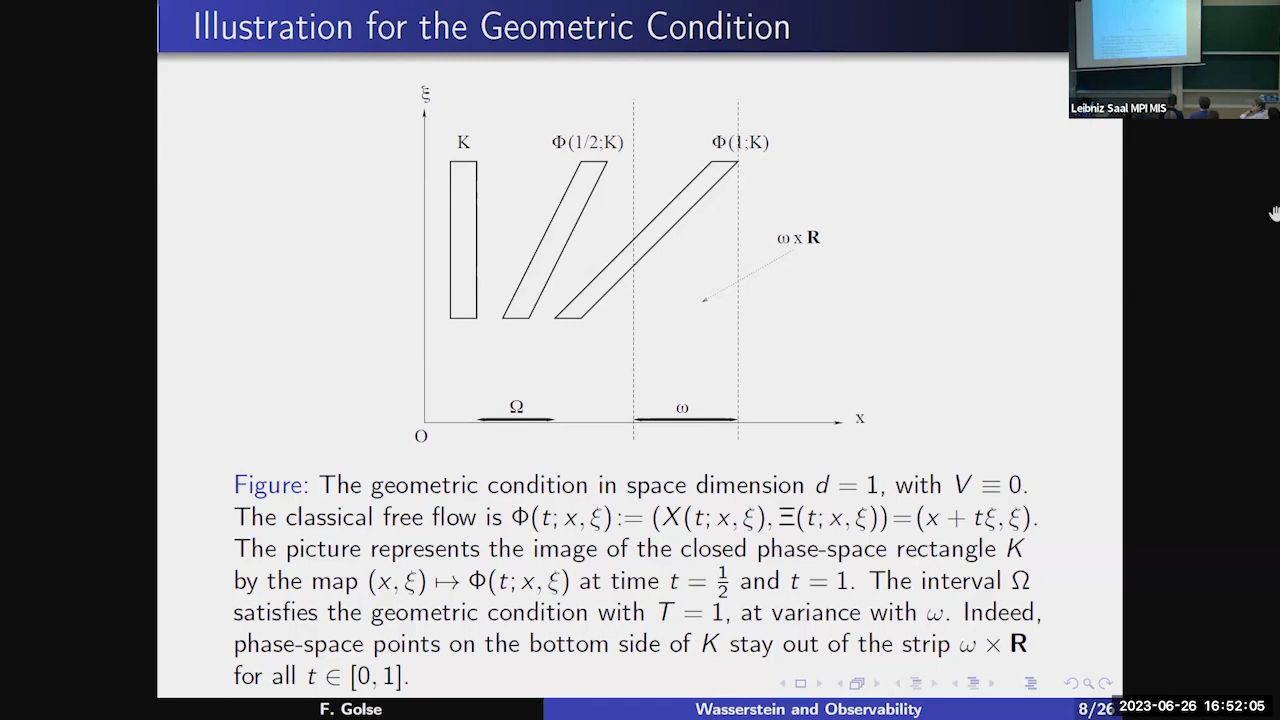 Illustration for the Geometric Condition
Leibniz Saal MPI MIS
ξ
K
Φ(1/2;K)
Φ(1;K)
ω x R
Ω
ω
x
O
Figure: The geometric condition in space dimension d = 1, with V ≡ 0.
The classical free flow is Φ(t; x, ξ) := (X(t; x, ξ), Ξ(t; x, ξ)) = (x + tξ, ξ).
The picture represents the image of the closed phase-space rectangle K
by the map (x, ξ) ↦ Φ(t; x, ξ) at time t = 1/2 and t = 1. The interval Ω
satisfies the geometric condition with T = 1, at variance with ω. Indeed,
phase-space points on the bottom side of K stay out of the strip ω × R
for all t ∈ [0, 1].
F. Golse
Wasserstein and Observability
8/26
2023-06-26 16:52:05